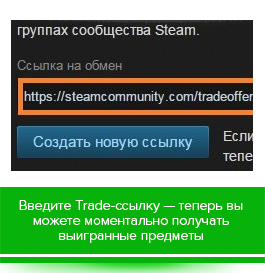 группах сообщества Steam.
Ссылка на обмен
https://steamcommunity.com/tradeoffer
Создать новую ссылку
Если
тепе
Введите Trade-ссылку — теперь вы
можете моментально получать
выигранные предметы